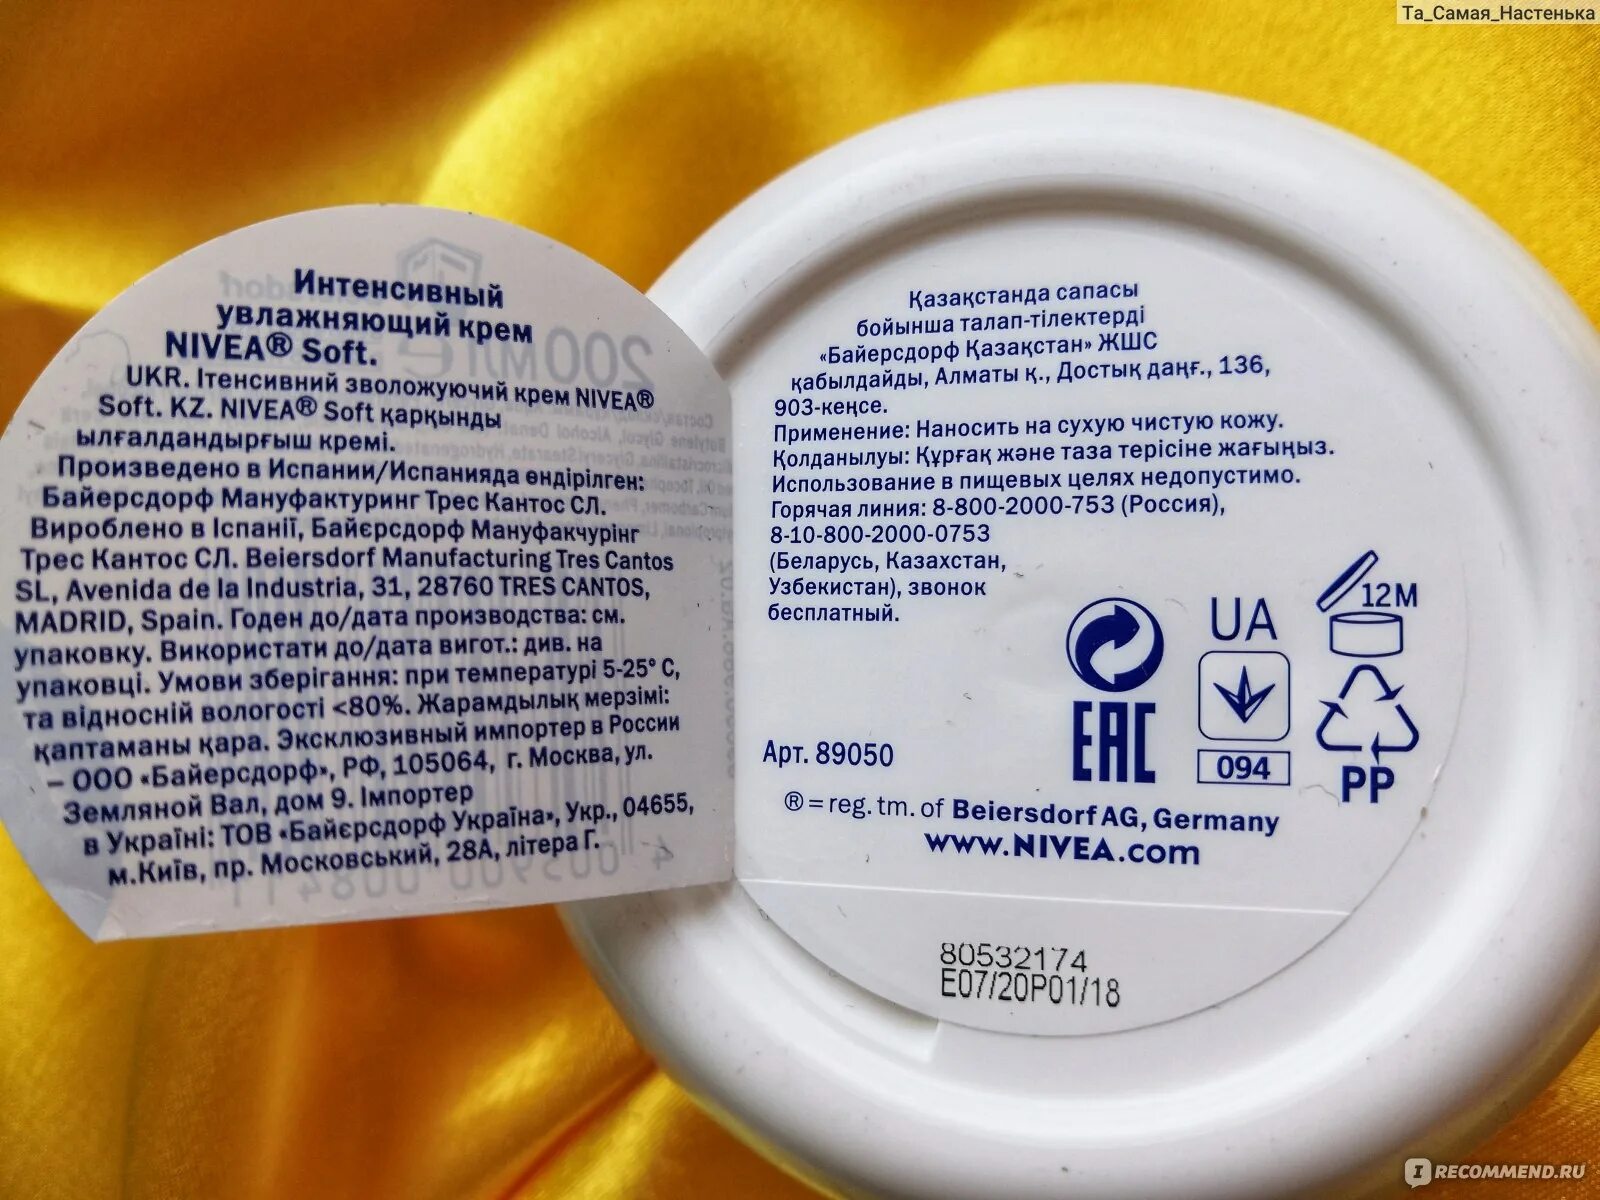 Та_Самая_Настенька
Интенсивный
увлажняющий крем
NIVEA® Soft.
UKR. Iтенсивний зволожуючий крем NIVEA®
Soft. KZ. NIVEA® Soft қарқынды
ылғалдандырғыш кремі.
Произведено в Испании/Испанияда өндірілген:
Байерсдорф Мануфактуринг Трес Кантос СЛ.
Вироблено в Іспанії, Байєрсдорф Мануфакчурінг
Трес Кантос СЛ. Beiersdorf Manufacturing Tres Cantos
SL, Avenida de la Industria, 31, 28760 TRES CANTOS,
MADRID, Spain. Годен до/дата производства: см.
упаковку. Використати до/дата вигот.: див. на
упаковці. Умови зберігання: при температурі 5-25° C,
та відносній вологості <80%. Жарамдылық мерзімі:
қаптаманы қара. Эксклюзивный импортер в России
– ООО «Байерсдорф», РФ, 105064, г. Москва, ул.
Земляной Вал, дом 9. Імпортер
в Україні: ТОВ «Байєрсдорф Україна», Укр., 04655,
м.Київ, пр. Московський, 28А, літера Г.
Қазақстанда сапасы
бойынша талап-тілектерді
«Байерсдорф Қазақстан» ЖШС
қабылдайды, Алматы қ., Достық даңғ., 136,
903-кеңсе.
Применение: Наносить на сухую чистую кожу.
Қолданылуы: Құрғақ және таза терісіне жағыңыз.
Использование в пищевых целях недопустимо.
Горячая линия: 8-800-2000-753 (Россия),
8-10-800-2000-0753
(Беларусь, Казахстан,
Узбекистан), звонок
бесплатный.
12M
UA
EAC
094
PP
Арт. 89050
®=reg. tm. of Beiersdorf AG, Germany
www.NIVEA.com
80532174
E07/20P01/18
IRECOMMEND.RU